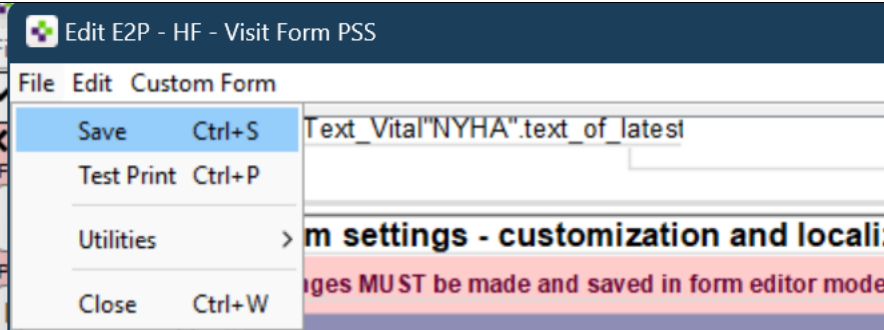 Edit E2P - HF - Visit Form PSS
File Edit Custom Form
Save Ctrl+S
Text_Vital"NYHA".text_of_latest
Test Print Ctrl+P
Utilities
m settings - customization and locali
nges MUST be made and saved in form editor mode
Close Ctrl+W